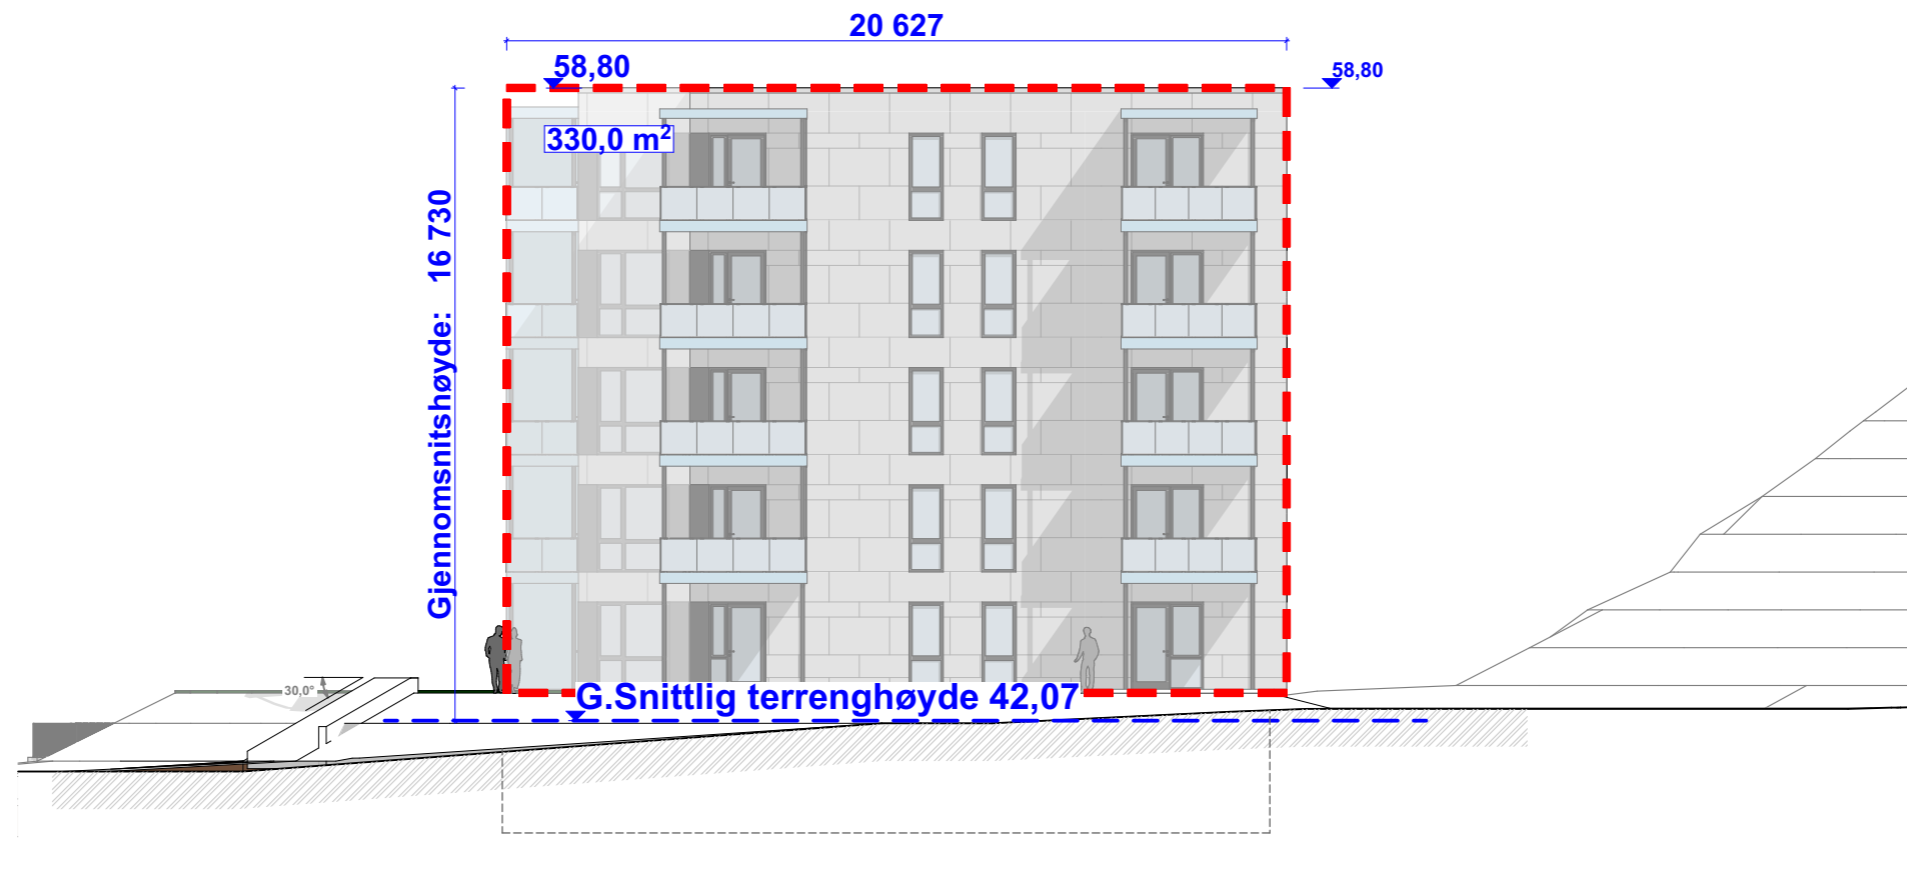 20 627
58,80
58,80
330,0 m²
Gjennomsnitshøyde: 16 730
30,0°
G.Snittlig terrenghøyde 42,07